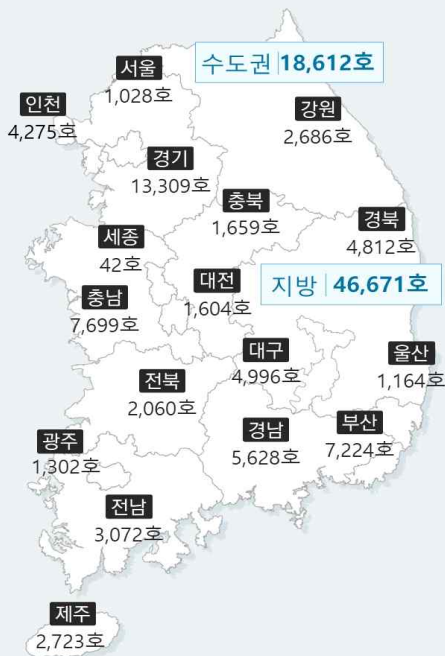 수도권 18,612호
서울
1,028호
인천
4,275호
강원
2,686호
경기
13,309호
충북
1,659호
경북
4,812호
세종
42호
대전
1,604호
지방 46,671호
충남
7,699호
대구
4,996호
울산
1,164호
전북
2,060호
경남
5,628호
부산
7,224호
광주
1,302호
전남
3,072호
제주
2,723호